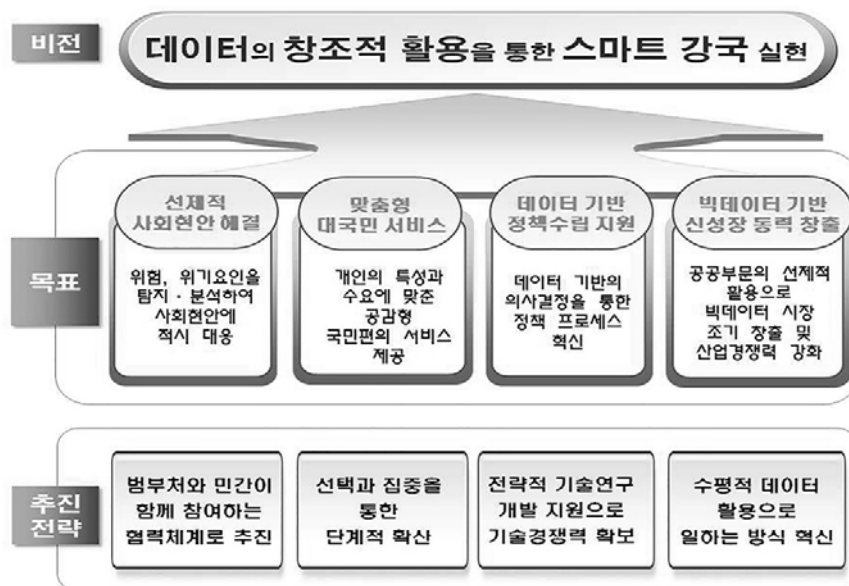 비전
데이터의 창조적 활용을 통한 스마트 강국 실현
목표
선제적
사회현안 해결
위험, 위기요인을
탐지·분석하여
사회현안에
적시 대응
맞춤형
대국민 서비스
개인의 특성과
수요에 맞춘
공감형
국민편의 서비스
제공
데이터 기반
정책수립 지원
데이터 기반의
의사결정을 통한
정책 프로세스
혁신
빅데이터 기반
신성장 동력 창출
공공부문의 선제적
활용으로
빅데이터 시장
조기 창출 및
산업경쟁력 강화
추진
전략
범부처와 민간이
함께 참여하는
협력체계로 추진
선택과 집중을
통한
단계적 확산
전략적 기술연구
개발 지원으로
기술경쟁력 확보
수평적 데이터
활용으로
일하는 방식 혁신